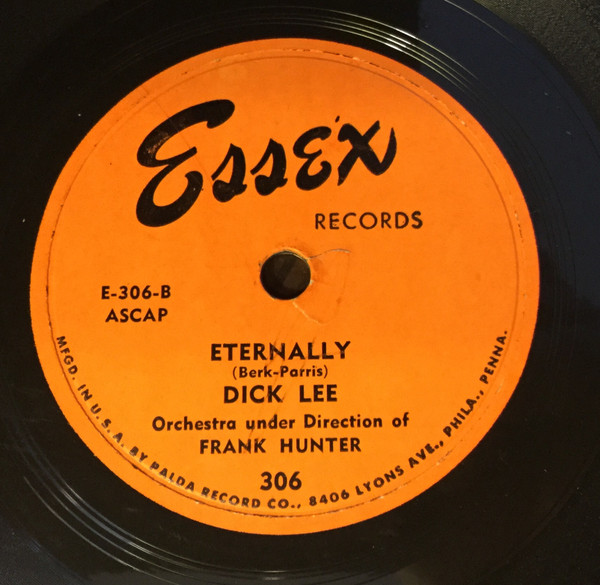 Essex
RECORDS
E-306-B
ASCAP
ETERNALLY
(Berk-Parris)
DICK LEE
Orchestra under Direction of
FRANK HUNTER
306
MFGD. IN U.S.A. BY PALDA RECORD CO., 8406 LYONS AVE., PHILA., PENNA.